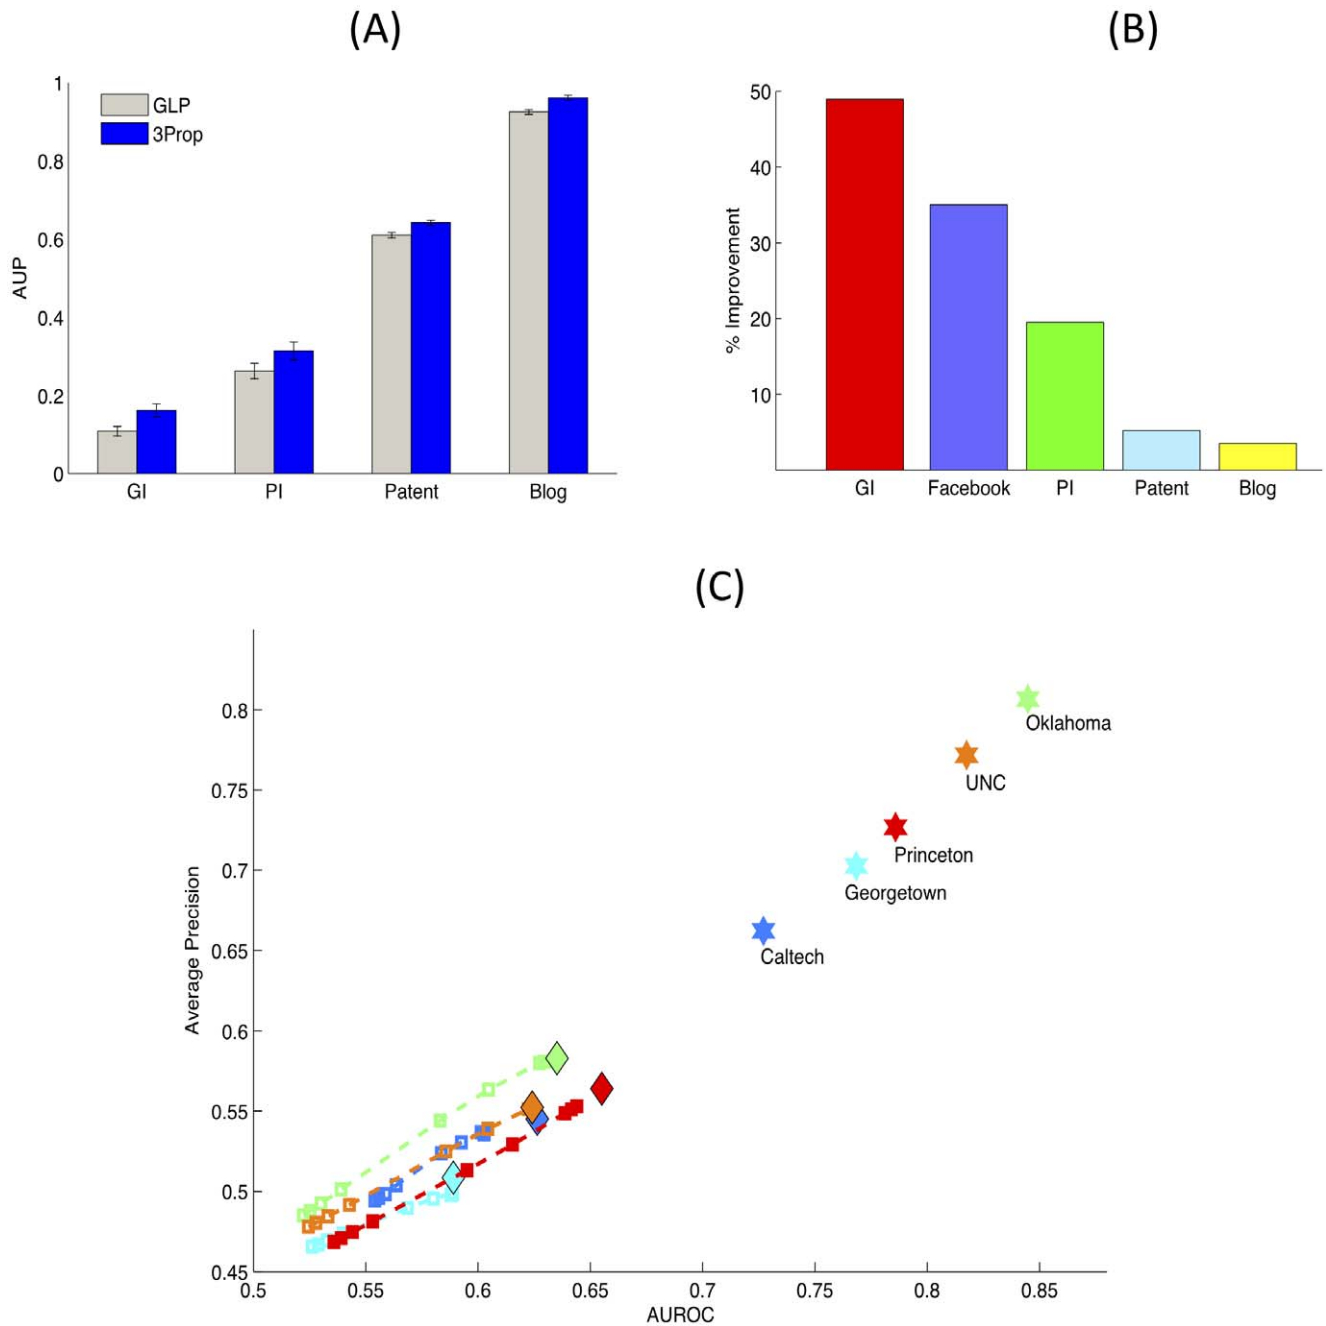 (A)
(B)
GLP
3Prop
1
0.8
0.6
0.4
0.2
0
AUP
GI PI Patent Blog
50
40
30
20
10
% Improvement
GI Facebook PI Patent Blog
(C)
0.8
0.75
0.7
0.65
0.6
0.55
0.5
0.45
Average Precision
Oklahoma
UNC
Princeton
Georgetown
Caltech
0.5 0.55 0.6 0.65 0.7 0.75 0.8 0.85
AUROC